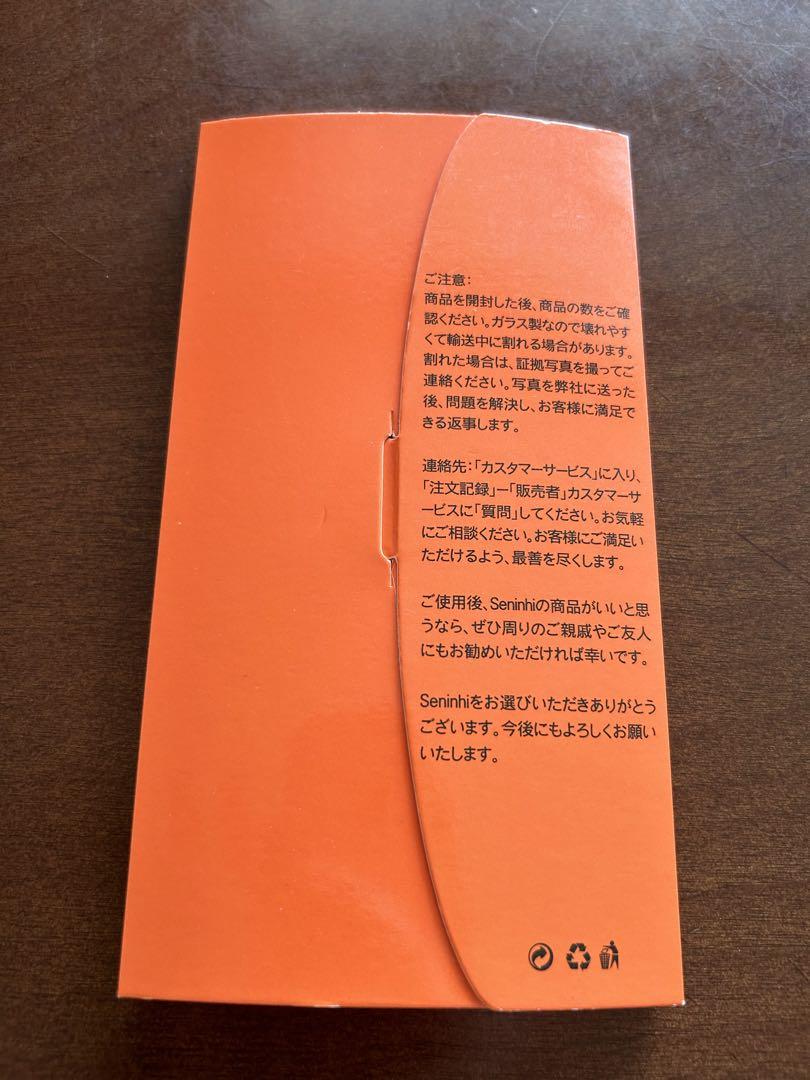 ご注意：
商品を開封した後、商品の数をご確
認ください。ガラス製なので壊れやす
くて輸送中に割れる場合があります。
割れた場合は、証拠写真を撮ってご
連絡ください。写真を弊社に送った
後、問題を解決し、お客様に満足で
きる返事します。
連絡先：「カスタマーサービス」に入り、
「注文記録」ー「販売者」カスタマーサ
ービスに「質問」してください。お気軽
にご相談ください。お客様にご満足い
ただけるよう、最善を尽くします。
ご使用後、Seninhiの商品がいいと思
うなら、ぜひ周りのご親戚やご友人
にもお勧めいただければ幸いです。
Seninhiをお選びいただきありがとう
ございます。今後にもよろしくお願い
いたします。